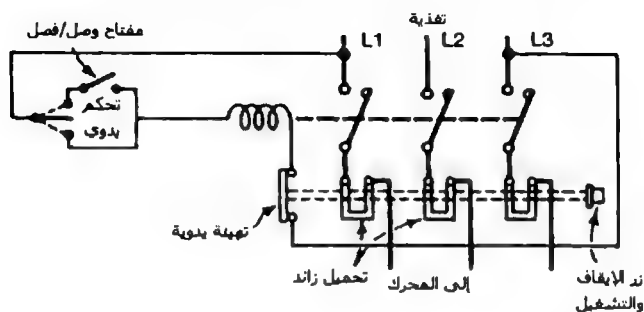 تغذية
L1 L2 L3
مفتاح وصل/فصل
تحكم
يدوي
تهيئة يدوية
تحميل زائد
إلى المحرك
زر الإيقاف
والتشغيل